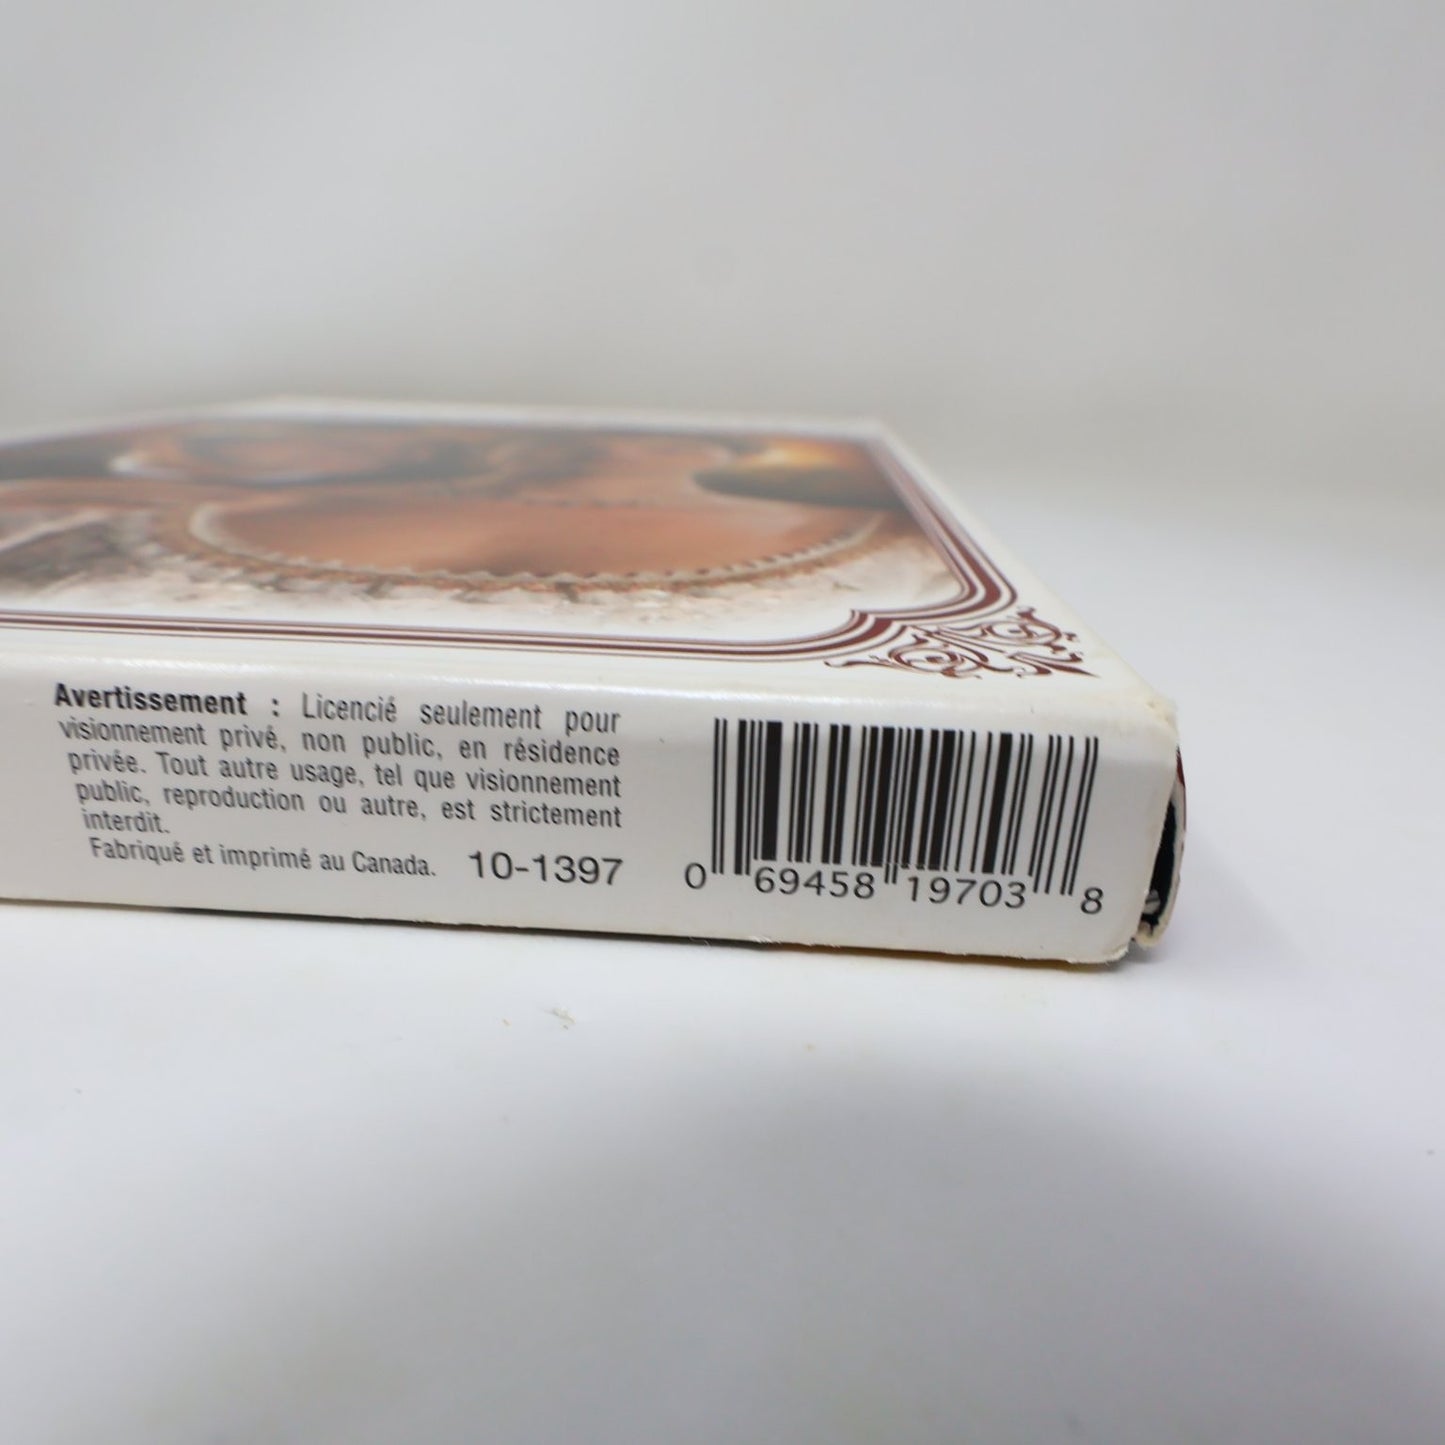 Avertissement : Licencié seulement pour
visionnement privé, non public, en résidence
privée. Tout autre usage, tel que visionnement
public, reproduction ou autre, est strictement
interdit.
Fabriqué et imprimé au Canada. 10-1397
0 69458 19703 8